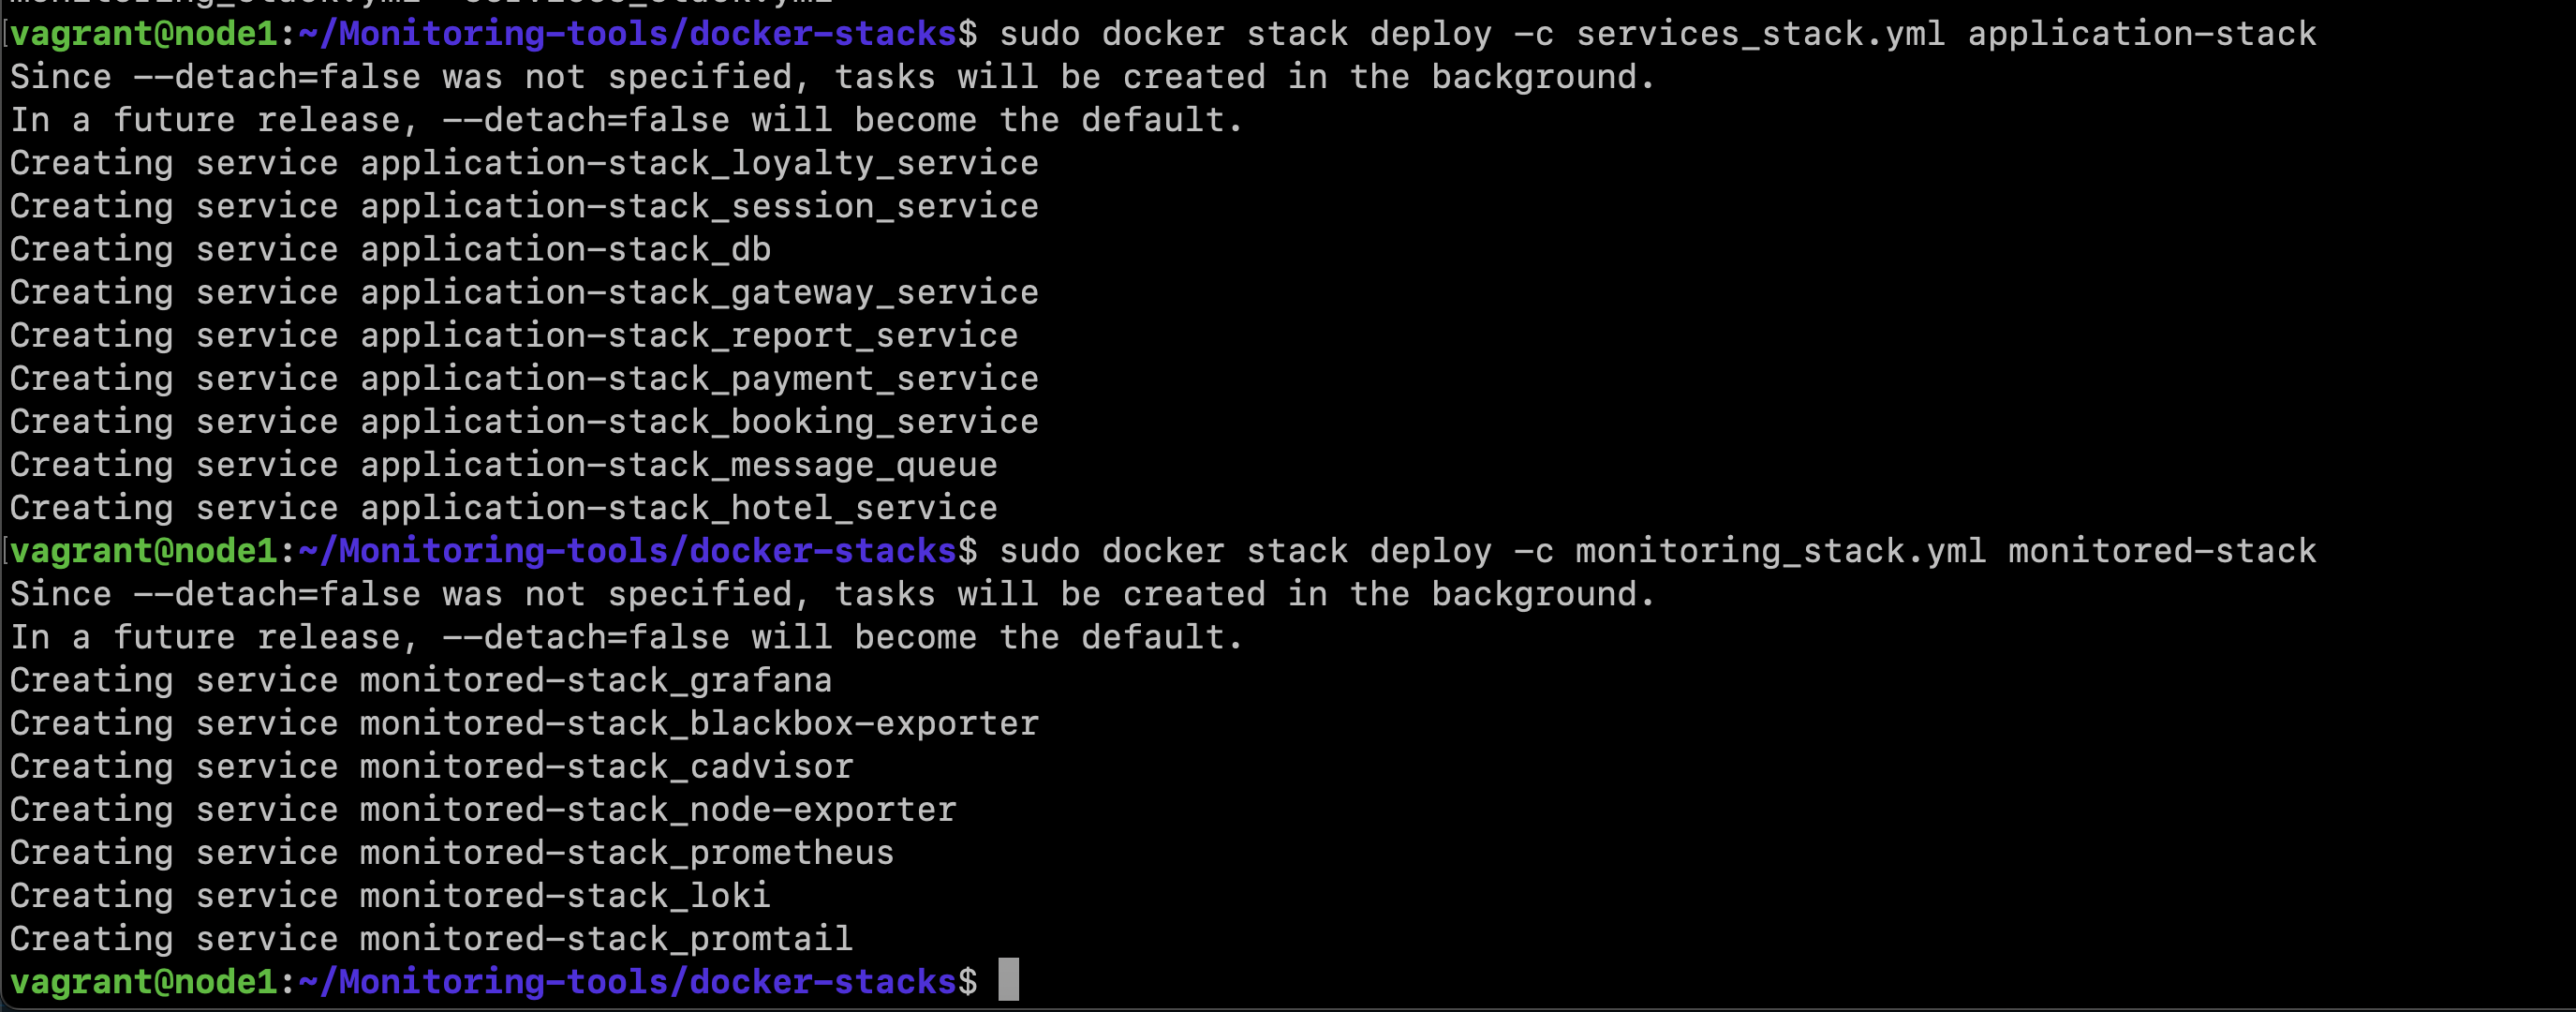 vagrant@node1:~/Monitoring-tools/docker-stacks$ sudo docker stack deploy -c services_stack.yml application-stack
Since --detach=false was not specified, tasks will be created in the background.
In a future release, --detach=false will become the default.
Creating service application-stack_loyalty_service
Creating service application-stack_session_service
Creating service application-stack_db
Creating service application-stack_gateway_service
Creating service application-stack_report_service
Creating service application-stack_payment_service
Creating service application-stack_booking_service
Creating service application-stack_message_queue
Creating service application-stack_hotel_service
vagrant@node1:~/Monitoring-tools/docker-stacks$ sudo docker stack deploy -c monitoring_stack.yml monitored-stack
Since --detach=false was not specified, tasks will be created in the background.
In a future release, --detach=false will become the default.
Creating service monitored-stack_grafana
Creating service monitored-stack_blackbox-exporter
Creating service monitored-stack_cadvisor
Creating service monitored-stack_node-exporter
Creating service monitored-stack_prometheus
Creating service monitored-stack_loki
Creating service monitored-stack_promtail
vagrant@node1:~/Monitoring-tools/docker-stacks$